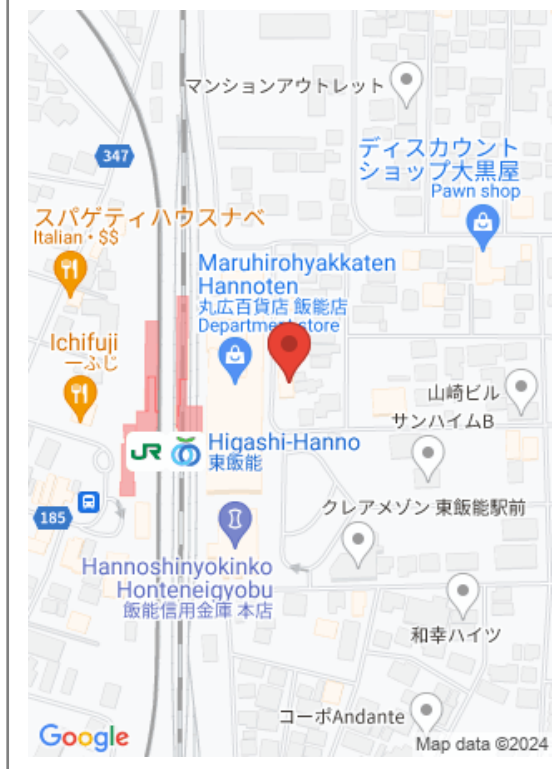 マンションアウトレット
ディスカウント
ショップ大黒屋
Pawn shop
347
スパゲティハウスナベ
Italian・$$
Maruhirohyakkaten
Hannoten
丸広百貨店 飯能店
Department store
Ichifuji
一ふじ
山崎ビル
サンハイムB
JR
Higashi-Hanno
東飯能
185
クレアメゾン 東飯能駅前
Hannoshinyokinko
Honteneigyobu
飯能信用金庫 本店
和幸ハイツ
コーポAndante
Google
Map data ©2024